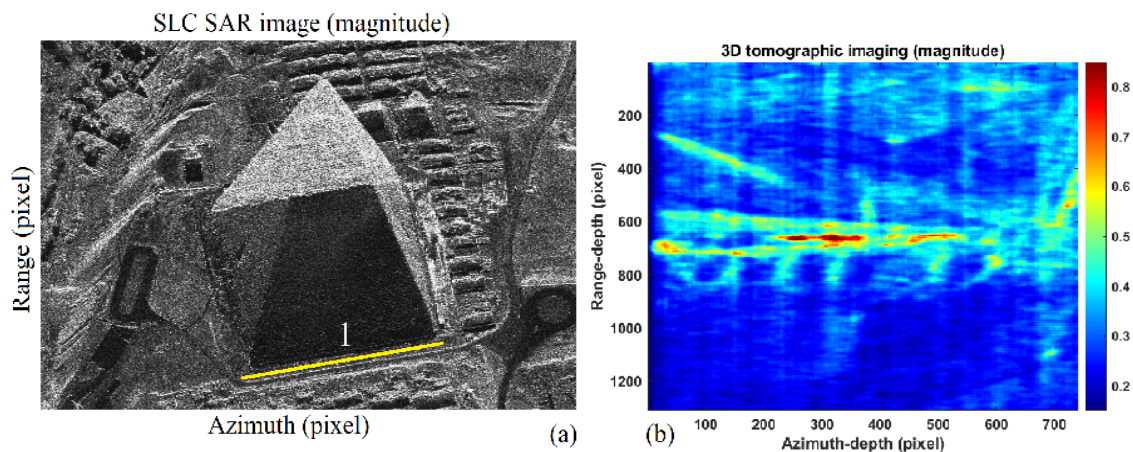 SLC SAR image (magnitude)
Range (pixel)
1
Azimuth (pixel)
(a)
3D tomographic imaging (magnitude)
Range-depth (pixel)
200
400
600
800
1000
1200
100 200 300 400 500 600 700
Azimuth-depth (pixel)
0.8
0.7
0.6
0.5
0.4
0.3
0.2
(b)